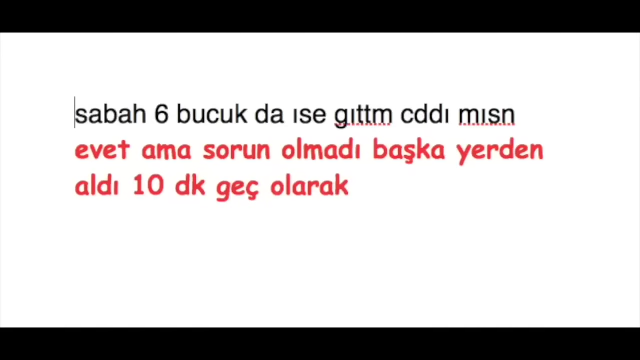 sabah 6 bucuk da ıse gıttm cddı mısn
evet ama sorun olmadı başka yerden
aldı 10 dk geç olarak